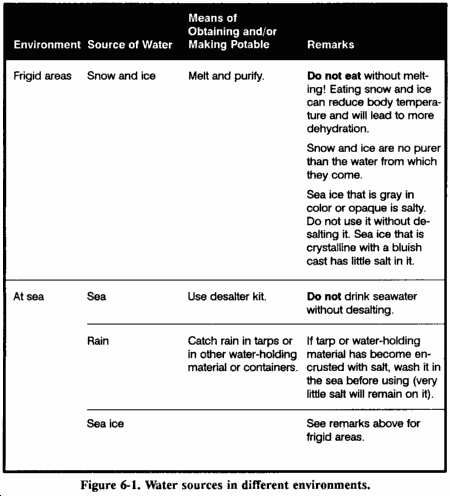 Means of
Obtaining and/or
Environment Source of Water Making Potable Remarks
Frigid areas Snow and ice Melt and purify. Do not eat without melt-
ing! Eating snow and ice
can reduce body tempera-
ture and will lead to more
dehydration.
Snow and ice are no purer
than the water from which
they come.
Sea ice that is gray in
color or opaque is salty.
Do not use it without de-
salting it. Sea ice that is
crystalline with a bluish
cast has little salt in it.
At sea Sea Use desalter kit. Do not drink seawater
without desalting.
Rain Catch rain in tarps or If tarp or water-holding
in other water-holding material has become en-
material or containers. crusted with salt, wash it in
the sea before using (very
little salt will remain on it).
Sea ice See remarks above for
frigid areas.
Figure 6-1. Water sources in different environments.